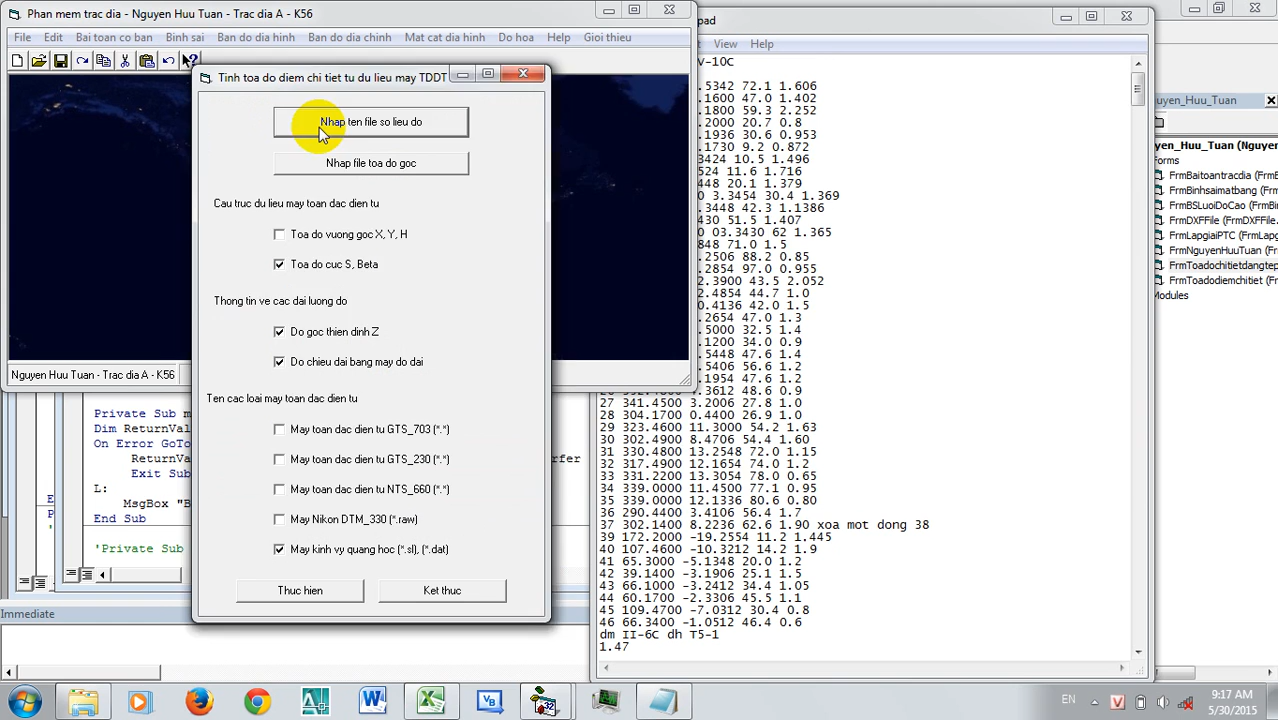 Phan mem trac dia - Nguyen Huu Tuan - Trac dia A - K56
File Edit Bai toan co ban Binh sai Ban do dia hinh Ban do dia chinh Mat cat dia hinh Do hoa Help Gioi thieu
Tinh toa do diem chi tiet tu du lieu may TDDT
Nhap ten file so lieu do
Nhap file toa do goc
Cau truc du lieu may toan dac dien tu
Toa do vuong goc X, Y, H
Toa do cuc S, Beta
Thong tin ve cac dai luong do
Do goc thien dinh Z
Do chieu dai bang may do dai
Ten cac loai may toan dac dien tu
May toan dac dien tu GTS_703 (*.*)
May toan dac dien tu GTS_230 (*.*)
May toan dac dien tu NTS_660 (*.*)
May Nikon DTM_330 (*.raw)
May kinh vy quang hoc (*.sl), (*.dat)
Thuc hien
Ket thuc
Nguyen Huu Tuan - Trac dia A - K56
Private Sub m
Dim ReturnVal
On Error GoTo
ReturnVa
Exit Sub
L:
MsgBox "B
End Sub
'Private Sub
ffer
Immediate
pad
View Help
V-10C
.5342 72.1 1.606
.1600 47.0 1.402
.1800 59.3 2.252
.2000 20.7 0.8
.1936 30.6 0.953
.1730 9.2 0.872
3424 10.5 1.496
524 11.6 1.716
448 20.1 1.379
0 3.3454 30.4 1.369
.3448 42.3 1.1386
430 51.5 1.407
03.3430 62 1.365
848 71.0 1.5
.2506 88.2 0.85
.2854 97.0 0.955
2.3900 43.5 2.052
.4854 44.7 1.0
0.4136 42.0 1.5
.2654 47.0 1.3
.5000 32.5 1.4
.1200 34.0 0.9
.5448 47.6 1.4
.5406 56.6 1.2
.1954 47.6 1.2
.3612 48.6 0.9
27 341.4500 3.2006 27.8 1.0
28 304.1700 0.4400 26.9 1.0
29 323.4600 11.3000 54.2 1.63
30 302.4900 8.4706 54.4 1.60
31 330.4800 13.2548 72.0 1.15
32 317.4900 12.1654 74.0 1.2
33 331.2200 13.3054 78.0 0.65
34 339.0000 11.4500 77.1 0.95
35 339.0000 12.1336 80.6 0.80
36 290.4400 3.4106 56.4 1.7
37 302.1400 8.2236 62.6 1.90 xoa mot dong 38
39 172.2000 -19.2554 11.2 1.445
40 107.4600 -10.3212 14.2 1.9
41 65.3000 -5.1348 20.0 1.2
42 39.1400 -3.1906 25.1 1.5
43 66.1000 -3.2412 34.4 1.05
44 60.1700 -2.3306 45.5 1.1
45 109.4700 -7.0312 30.4 0.8
46 66.3400 -1.0512 46.4 0.6
dm II-6C dh T5-1
1.47
uyen_Huu_Tuan
yen_Huu_Tuan (Nguyen
Forms
FrmBaitoantracdia (FrmB
FrmBinhsaimatbang (Frm
FrmBSLuoiDoCao (FrmBS
FrmDXFFile (FrmDXFFile
FrmLapgiaiPTC (FrmLapg
FrmNguyenHuuTuan (Fr
FrmToadochitietdangtep
FrmToadodiemchitiet (Fr
Modules
EN
9:17 AM
5/30/2015